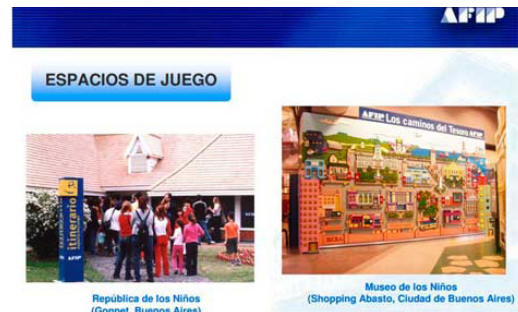 AFIP
ESPACIOS DE JUEGO
AFIP Los caminos del Tesoro AFIP
itinerario
AFIP
República de los Niños
(Gonnet, Buenos Aires)
Museo de los Niños
(Shopping Abasto, Ciudad de Buenos Aires)